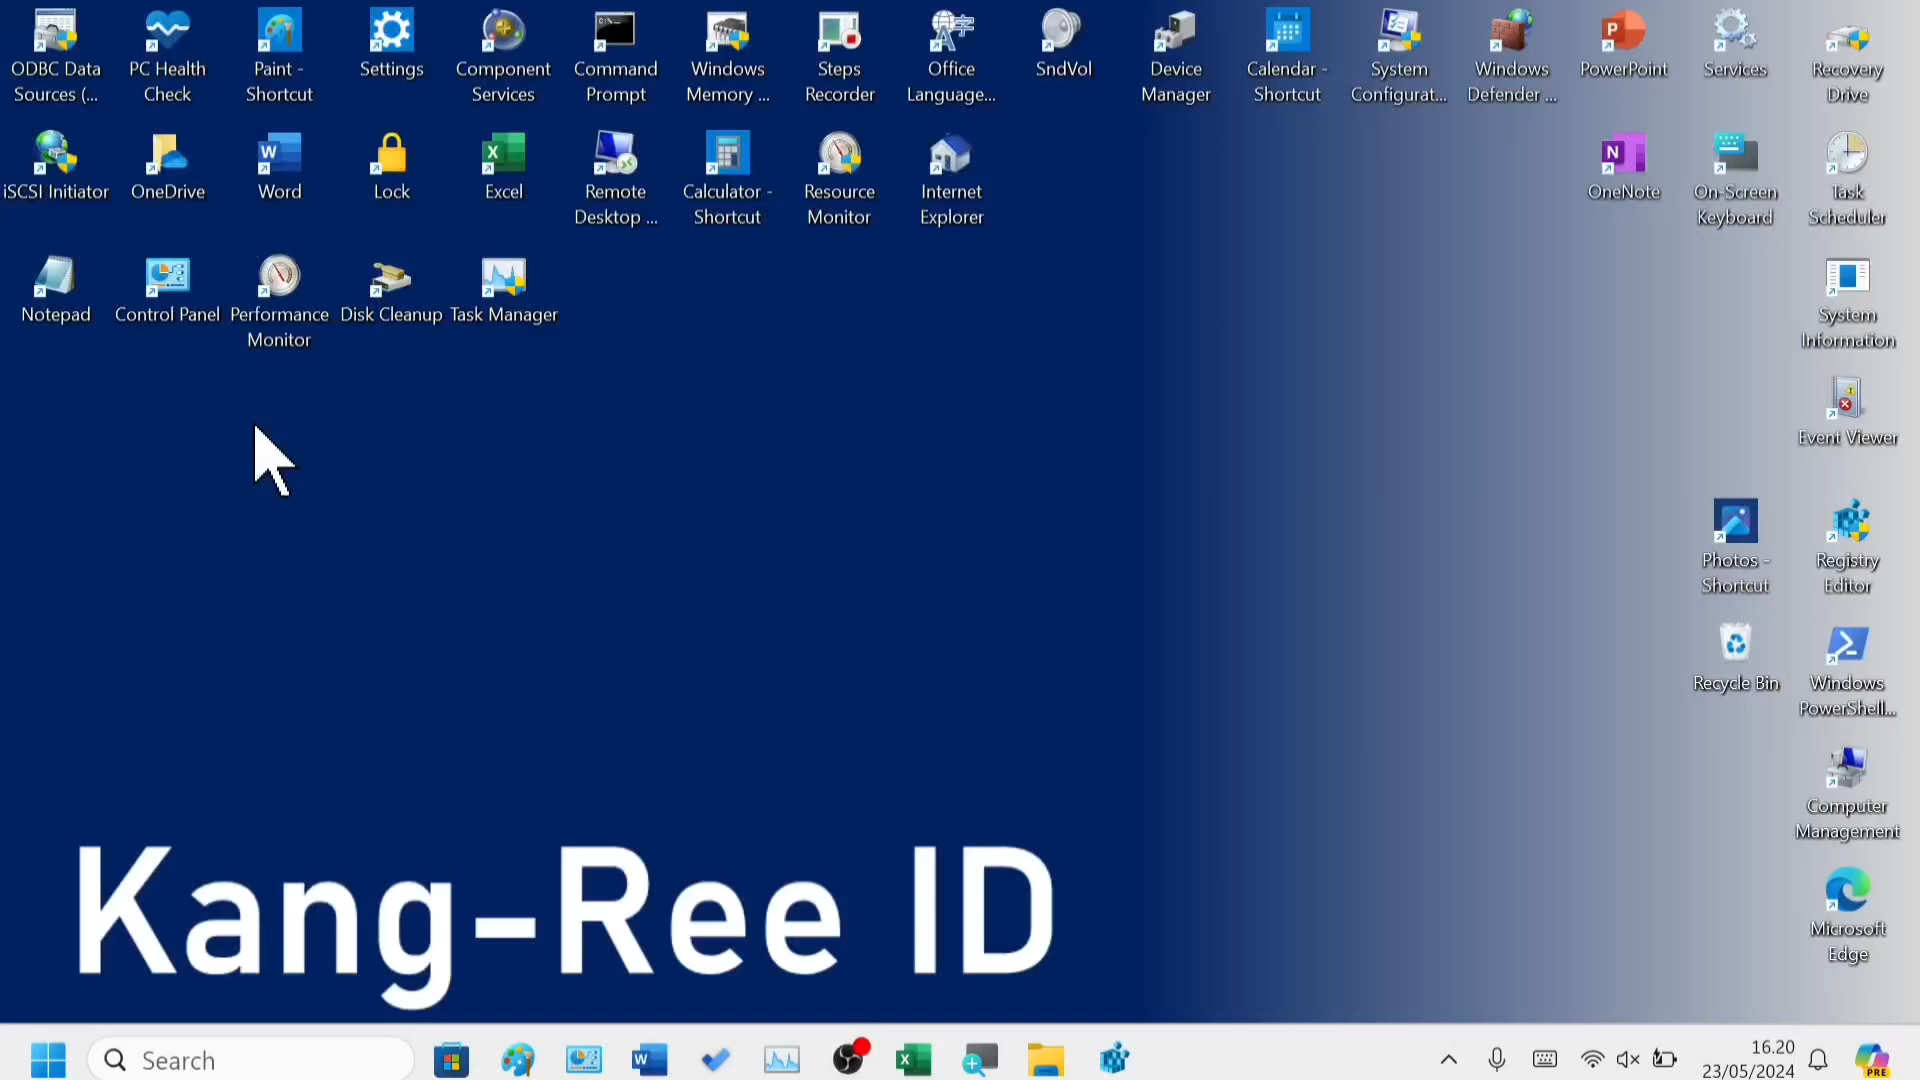 ODBC Data
Sources (...
PC Health
Check
Paint -
Shortcut
Settings
Component
Services
Command
Prompt
Windows
Memory ...
Steps
Recorder
Office
Language...
SndVol
Device
Manager
Calendar -
Shortcut
System
Configurat...
Windows
Defender ...
PowerPoint
Services
Recovery
Drive
iSCSI Initiator
OneDrive
Word
Lock
Excel
Remote
Desktop ...
Calculator -
Shortcut
Resource
Monitor
Internet
Explorer
OneNote
On-Screen
Keyboard
Task
Scheduler
Notepad
Control Panel
Performance
Monitor
Disk Cleanup
Task Manager
System
Information
Event Viewer
Photos -
Shortcut
Registry
Editor
Recycle Bin
Windows
PowerShell...
Computer
Management
Microsoft
Edge
Kang-Ree ID
Search
16.20
23/05/2024
PRE